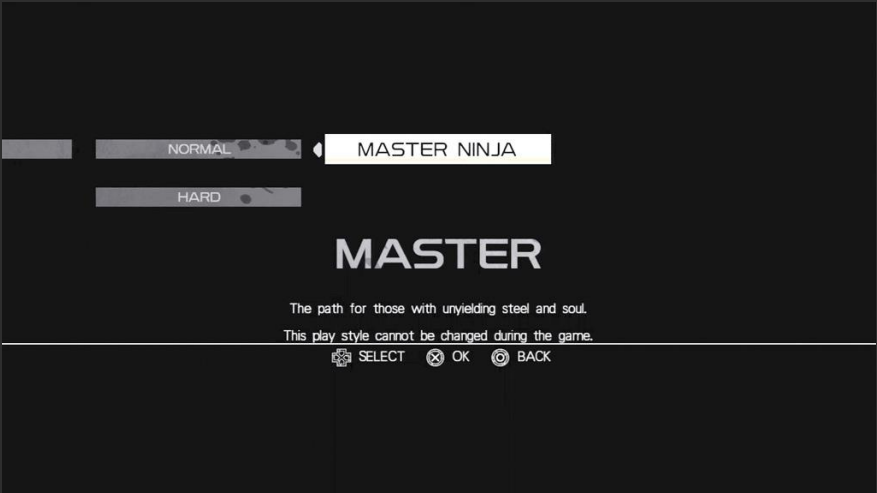 NORMAL
MASTER NINJA
HARD
MASTER
The path for those with unyielding steel and soul.
This play style cannot be changed during the game.
SELECT OK BACK